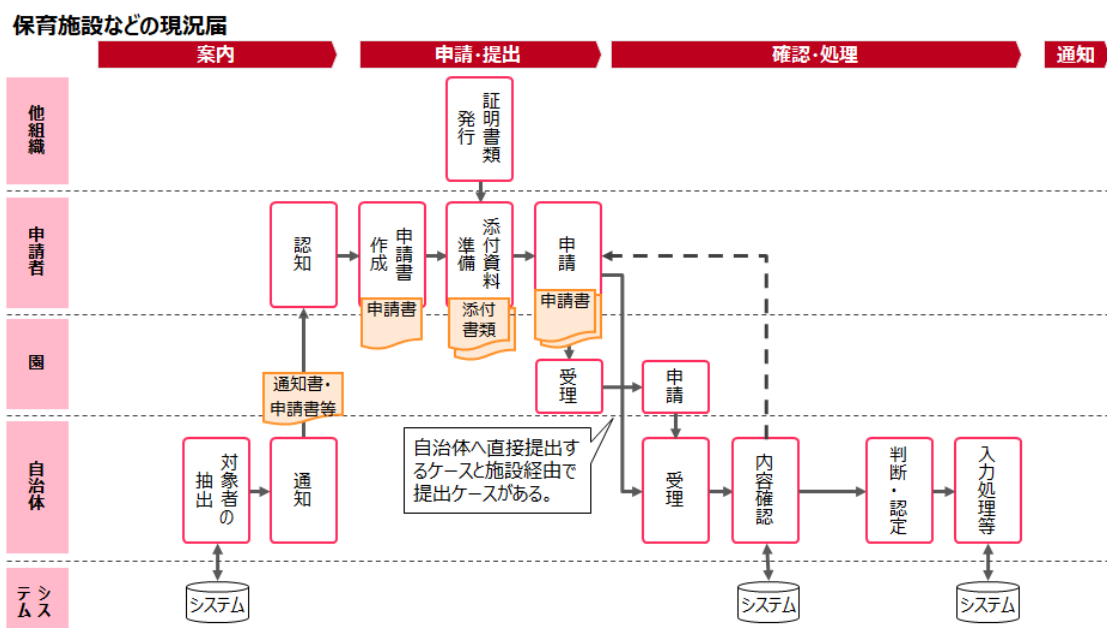 保育施設などの現況届
案内
申請・提出
確認・処理
通知
他組織
証明書類
発行
申請者
認知
申請書
作成
添付資料
準備
申請
申請書
添付
書類
申請書
園
受理
申請
通知書・
申請書等
自治体へ直接提出す
るケースと施設経由で
提出ケースがある。
自治体
対象者の
抽出
通知
受理
内容確認
判断・認定
入力処理等
シス
テム
システム
システム
システム